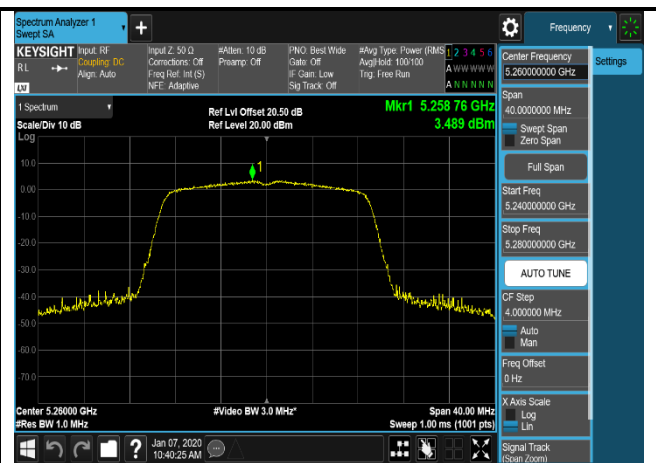 Spectrum Analyzer 1
Swept SA
+
Frequency
KEYSIGHT
RL
LXI
Input: RF
Coupling: DC
Align: Auto
Input Z: 50 Ω
Corrections: Off
Freq Ref: Int (S)
NFE: Adaptive
#Atten: 10 dB
Preamp: Off
PNO: Best Wide
Gate: Off
IF Gain: Low
Sig Track: Off
#Avg Type: Power (RMS
Avg|Hold: 100/100
Trig: Free Run
1 2 3 4 5 6
A W W W W W
A N N N N N
1 Spectrum
Scale/Div 10 dB
Log
Ref Lvl Offset 20.50 dB
Ref Level 20.00 dBm
Mkr1 5.258 76 GHz
3.489 dBm
1
10.0
0.00
-10.0
-20.0
-30.0
-40.0
-50.0
-60.0
-70.0
Center 5.26000 GHz
#Res BW 1.0 MHz
#Video BW 3.0 MHz*
Span 40.00 MHz
Sweep 1.00 ms (1001 pts)
?
Jan 07, 2020
10:40:25 AM
Center Frequency
5.260000000 GHz
Settings
Span
40.0000000 MHz
Swept Span
Zero Span
Full Span
Start Freq
5.240000000 GHz
Stop Freq
5.280000000 GHz
AUTO TUNE
CF Step
4.000000 MHz
Auto
Man
Freq Offset
0 Hz
X Axis Scale
Log
Lin
Signal Track
(Span Zoom)